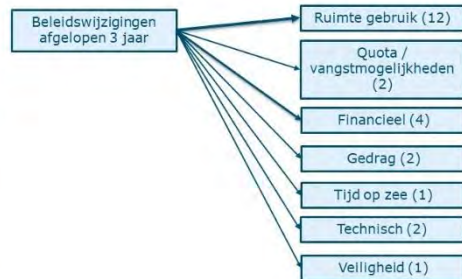 Beleidswijzigingen
afgelopen 3 jaar
Ruimte gebruik (12)
Quota /
vangstmogelijkheden
(2)
Financieel (4)
Gedrag (2)
Tijd op zee (1)
Technisch (2)
Veiligheid (1)